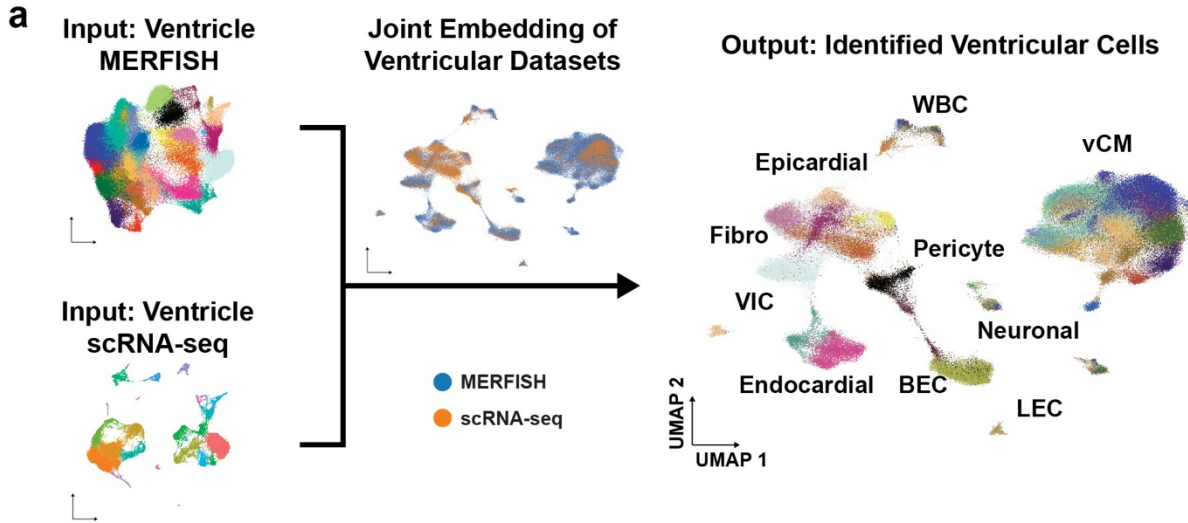 a
Input: Ventricle
MERFISH
Joint Embedding of
Ventricular Datasets
Output: Identified Ventricular Cells
WBC
vCM
Epicardial
Fibro
Pericyte
VIC
Input: Ventricle
scRNA-seq
Neuronal
MERFISH
scRNA-seq
Endocardial
BEC
LEC
UMAP 2
UMAP 1